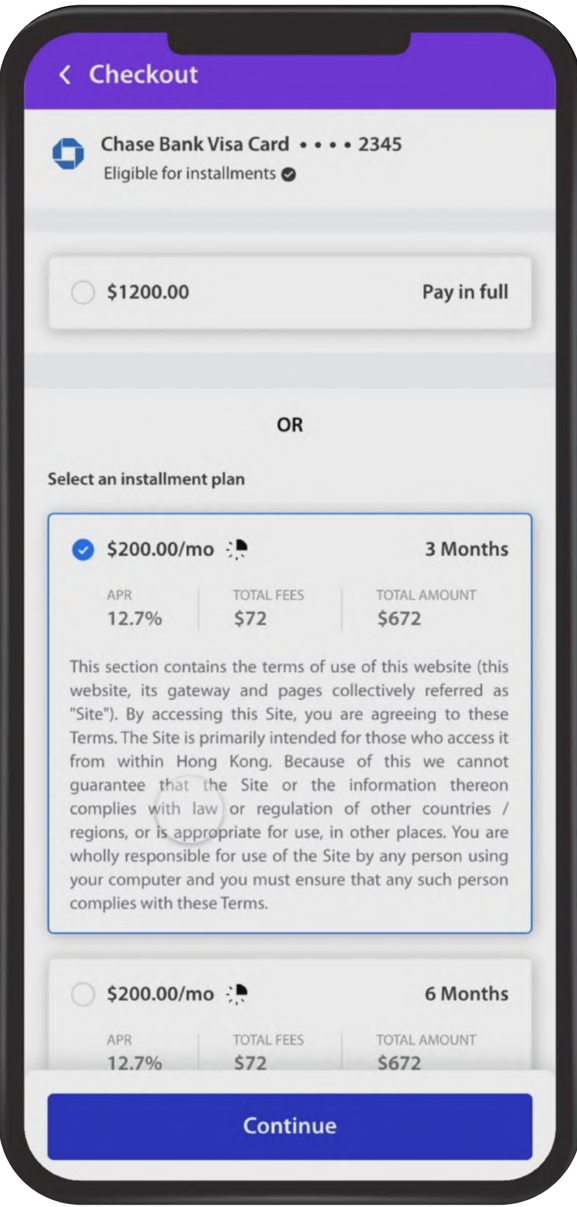 Checkout
Chase Bank Visa Card • • • • 2345
Eligible for installments
$1200.00 Pay in full
OR
Select an installment plan
$200.00/mo 3 Months
APR TOTAL FEES TOTAL AMOUNT
12.7% $72 $672
This section contains the terms of use of this website (this
website, its gateway and pages collectively referred as
"Site"). By accessing this Site, you are agreeing to these
Terms. The Site is primarily intended for those who access it
from within Hong Kong. Because of this we cannot
guarantee that the Site or the information thereon
complies with law or regulation of other countries /
regions, or is appropriate for use, in other places. You are
wholly responsible for use of the Site by any person using
your computer and you must ensure that any such person
complies with these Terms.
$200.00/mo 6 Months
APR TOTAL FEES TOTAL AMOUNT
12.7% $72 $672
Continue